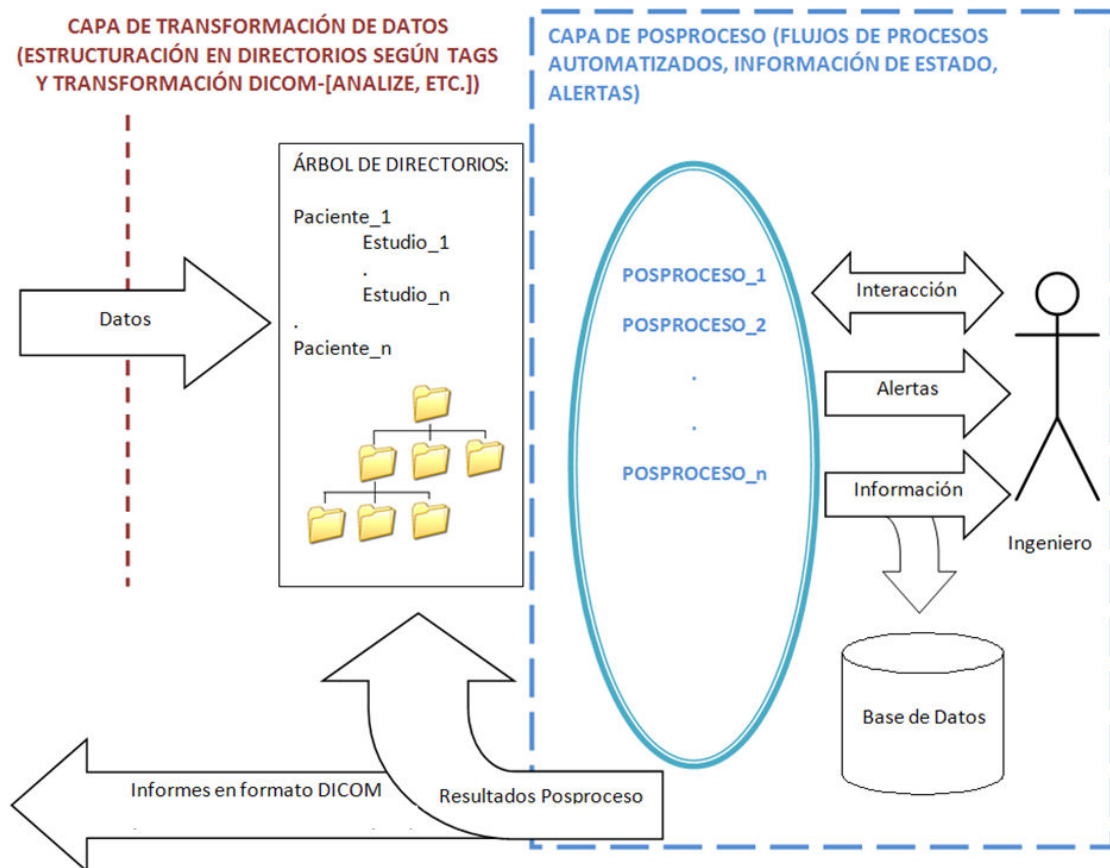 CAPA DE TRANSFORMACIÓN DE DATOS
(ESTRUCTURACIÓN EN DIRECTORIOS SEGÚN TAGS
Y TRANSFORMACIÓN DICOM-[ANALIZE, ETC.])
CAPA DE POSPROCESO (FLUJOS DE PROCESOS
AUTOMATIZADOS, INFORMACIÓN DE ESTADO,
ALERTAS)
ÁRBOL DE DIRECTORIOS:
Paciente_1
Estudio_1
.
Estudio_n
.
Paciente_n
Datos
POSPROCESO_1
POSPROCESO_2
.
.
POSPROCESO_n
Interacción
Alertas
Información
Ingeniero
Base de Datos
Informes en formato DICOM
Resultados Posproceso